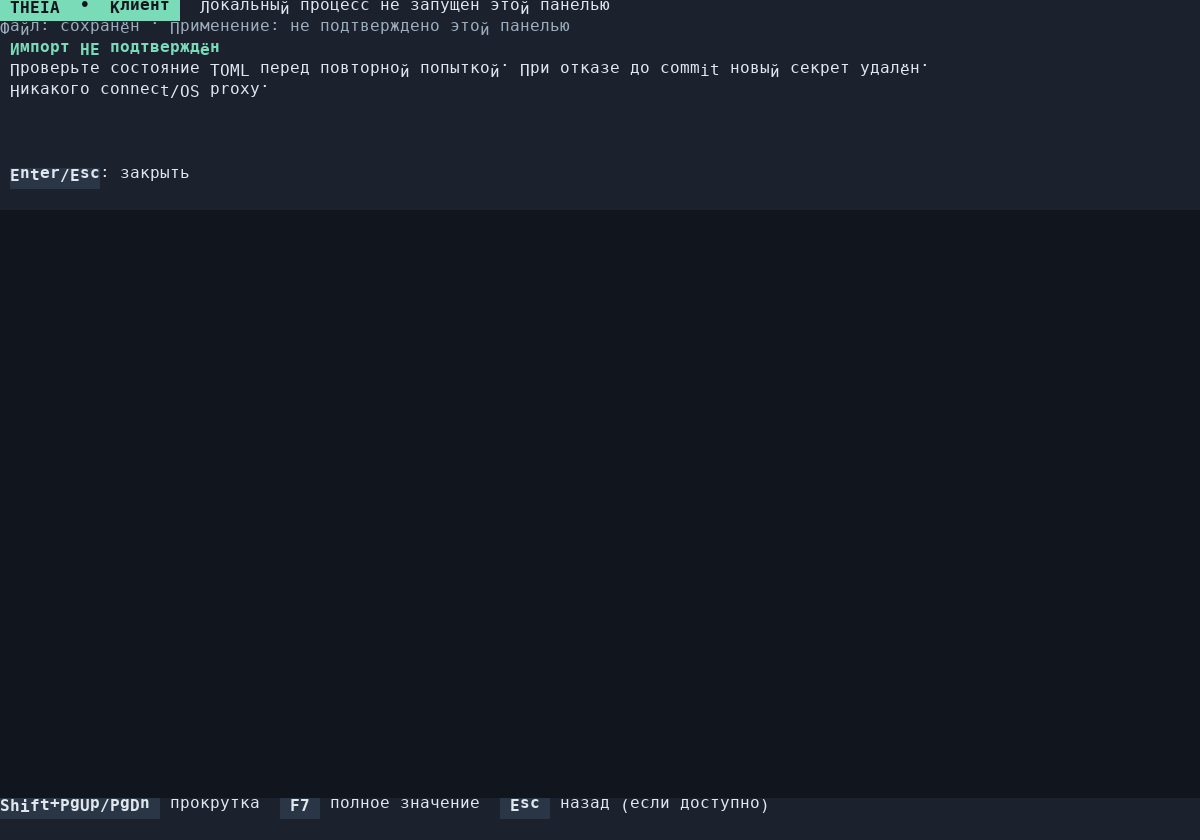 THEIA • Клиент Локальный процесс не запущен этой панелью
Файл: сохранён · Применение: не подтверждено этой панелью
Импорт НЕ подтверждён
Проверьте состояние TOML перед повторной попыткой. При отказе до commit новый секрет удалён.
Никакого connect/OS proxy.
Enter/Esc: закрыть
Shift+PgUp/PgDn прокрутка F7 полное значение Esc назад (если доступно)